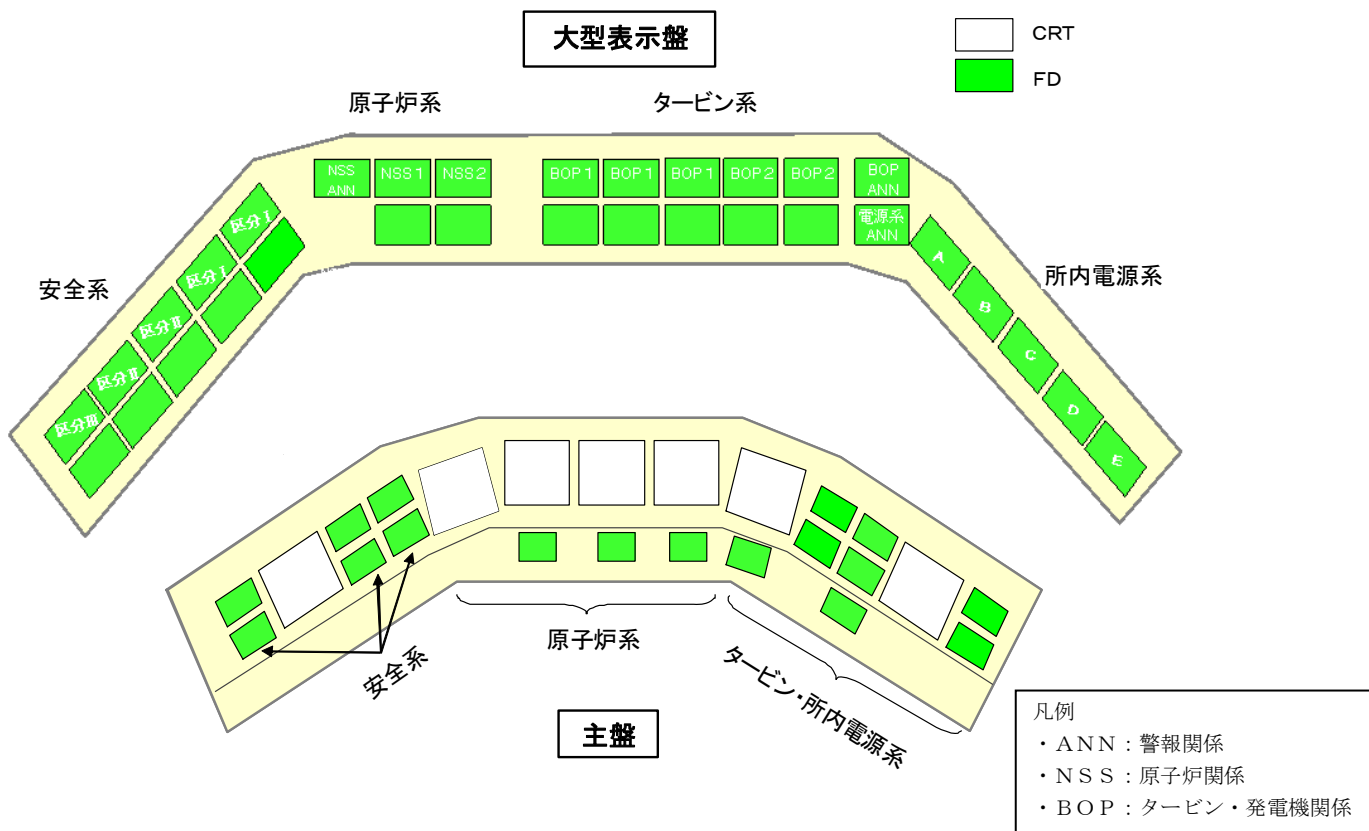 大型表示盤
CRT
FD
原子炉系
タービン系
NSS
ANN
NSS1
NSS2
BOP1
BOP1
BOP1
BOP2
BOP2
BOP
ANN
電源系
ANN
安全系
区分Ⅰ
区分Ⅰ
区分Ⅱ
区分Ⅱ
区分Ⅲ
所内電源系
A
B
C
D
E
安全系
原子炉系
タービン・所内電源系
主盤
凡例
・ＡＮＮ：警報関係
・ＮＳＳ：原子炉関係
・ＢＯＰ：タービン・発電機関係